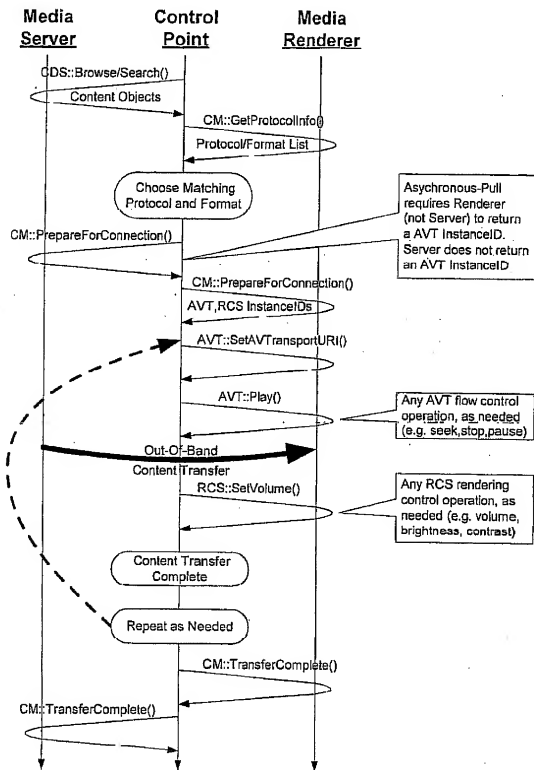 Media Server
Control Point
Media Renderer
CDS::Browse/Search()
Content Objects
CM::GetProtocolInfo()
Protocol/Format List
Choose Matching
Protocol and Format
Asychronous-Pull
requires Renderer
(not Server) to return
a AVT InstanceID.
Server does not return
an AVT InstanceID
CM::PrepareForConnection()
CM::PrepareForConnection()
AVT,RCS InstanceIDs
AVT::SetAVTransportURI()
AVT::Play()
Any AVT flow control
operation, as needed
(e.g. seek,stop,pause)
Out-Of-Band
Content Transfer
RCS::SetVolume()
Any RCS rendering
control operation, as
needed (e.g. volume,
brightness, contrast)
Content Transfer
Complete
Repeat as Needed
CM::TransferComplete()
CM::TransferComplete()